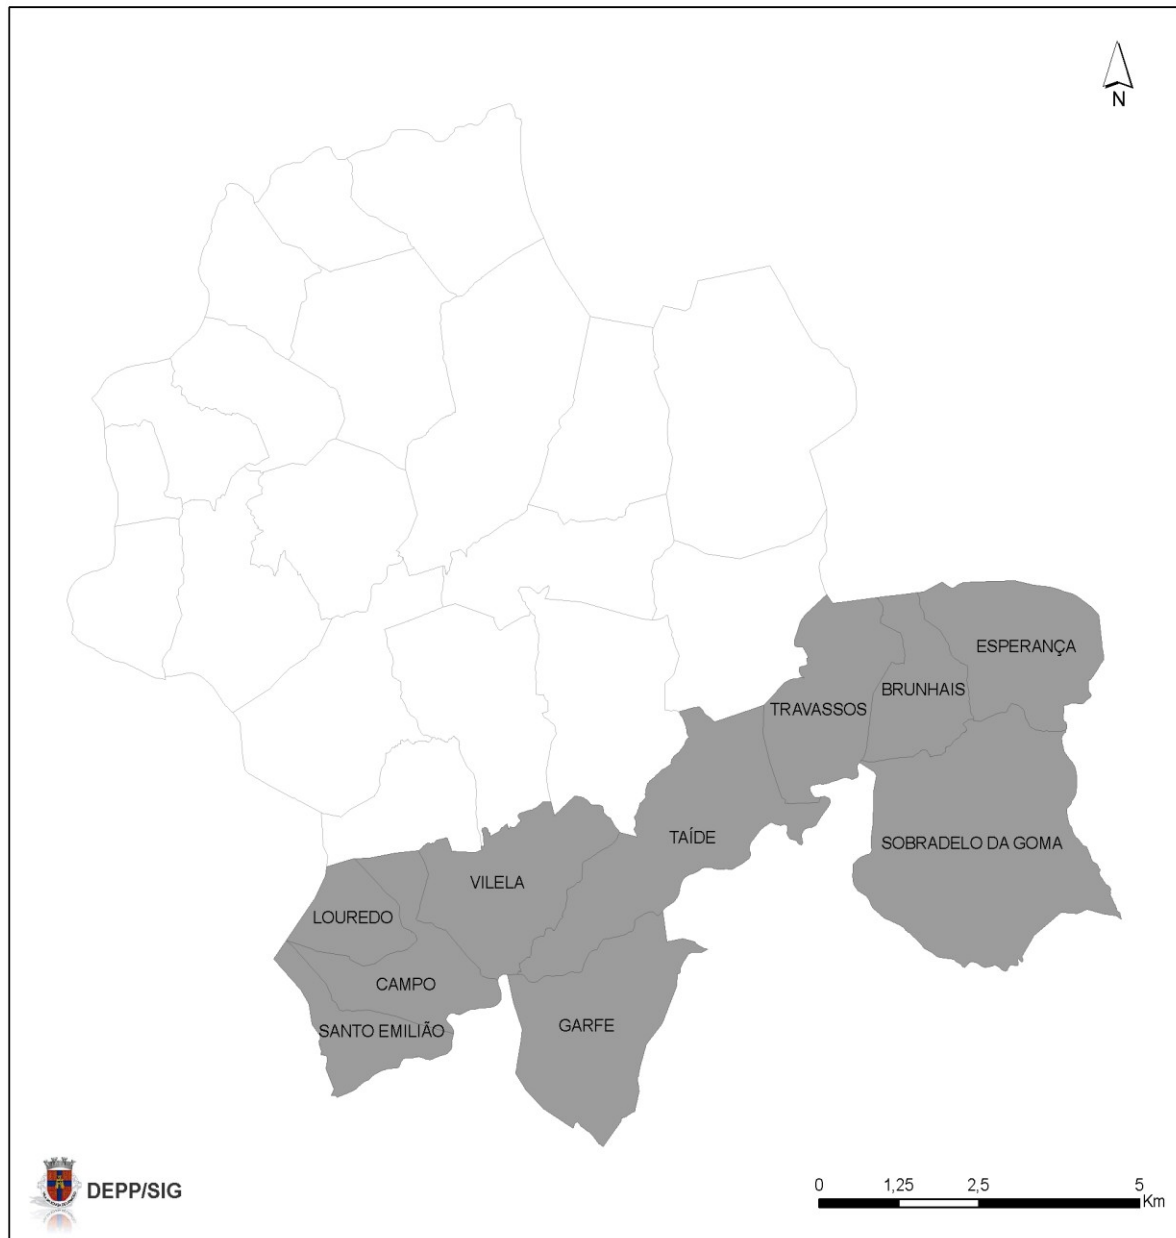 N
ESPERANÇA
BRUNHAIS
TRAVASSOS
TAÍDE
SOBRADELO DA GOMA
VILELA
LOUREDO
CAMPO
SANTO EMILIÃO
GARFE
DEPP/SIG
0 1,25 2,5 5
Km